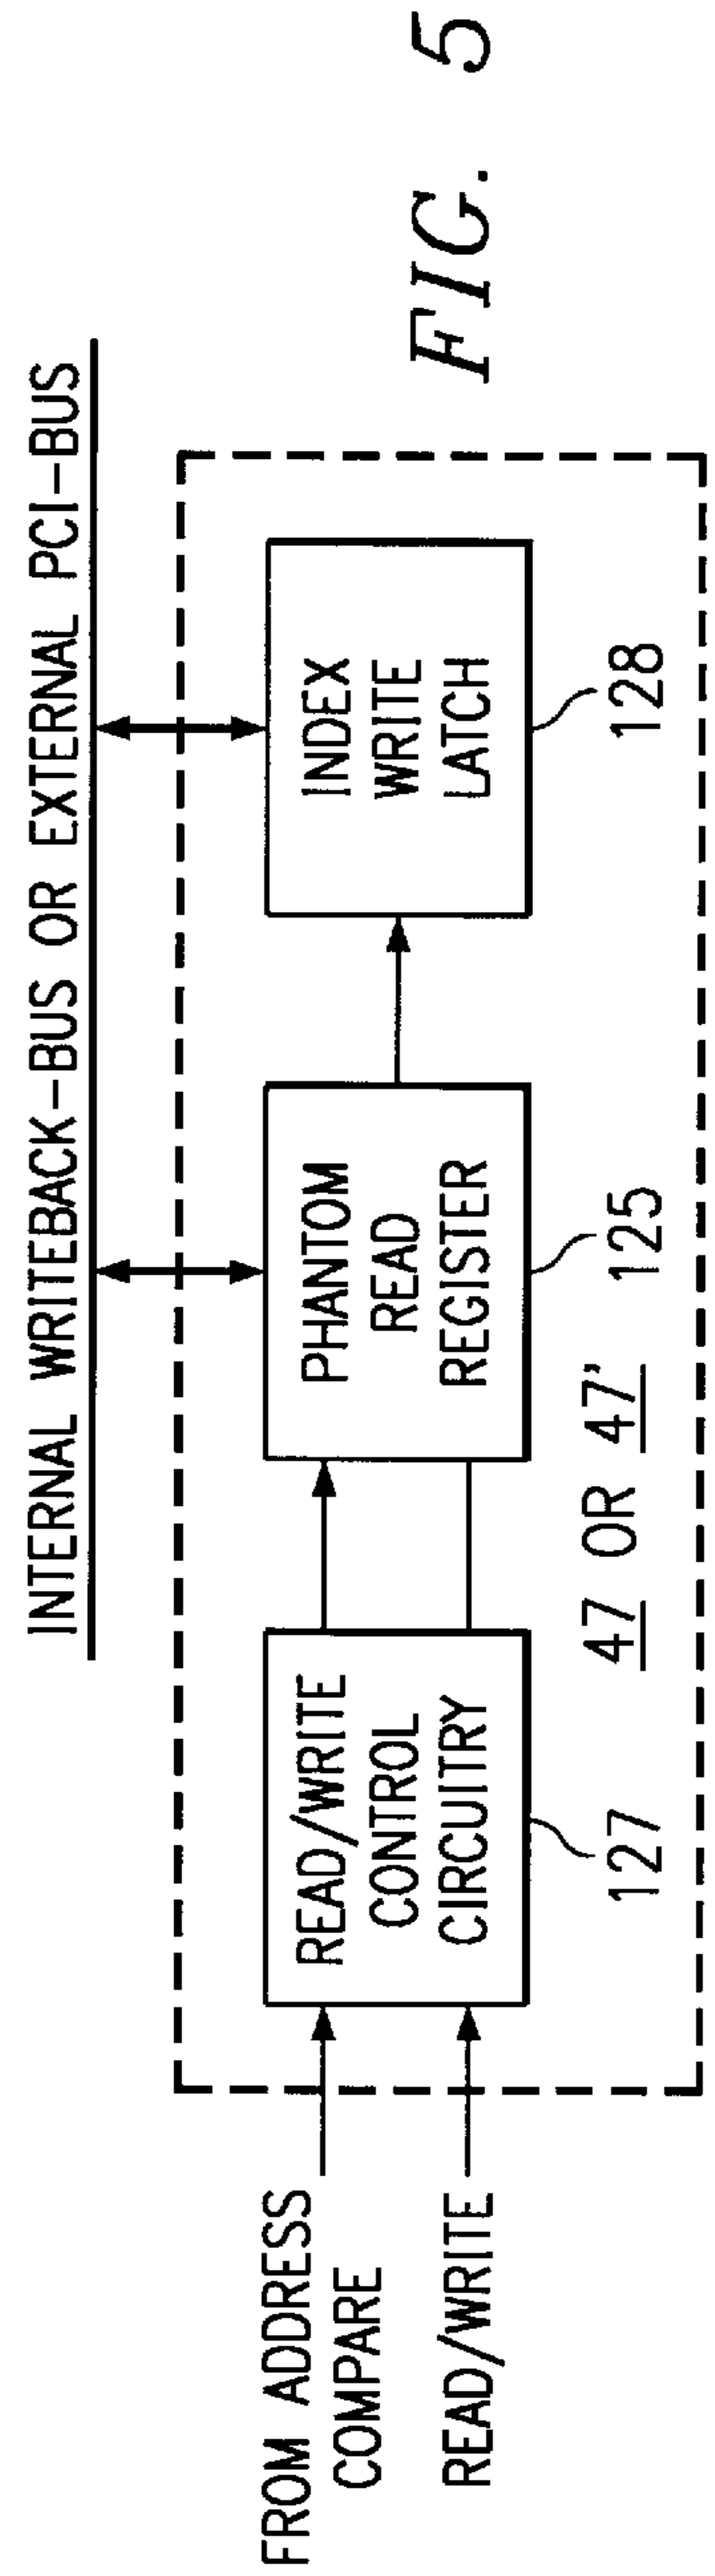 INTERNAL WRITEBACK-BUS OR EXTERNAL PCI-BUS
FROM ADDRESS
COMPARE
READ/WRITE
READ/WRITE
CONTROL
CIRCUITRY
127
PHANTOM
READ
REGISTER
125
INDEX
WRITE
LATCH
128
47 OR 47'
FIG. 5